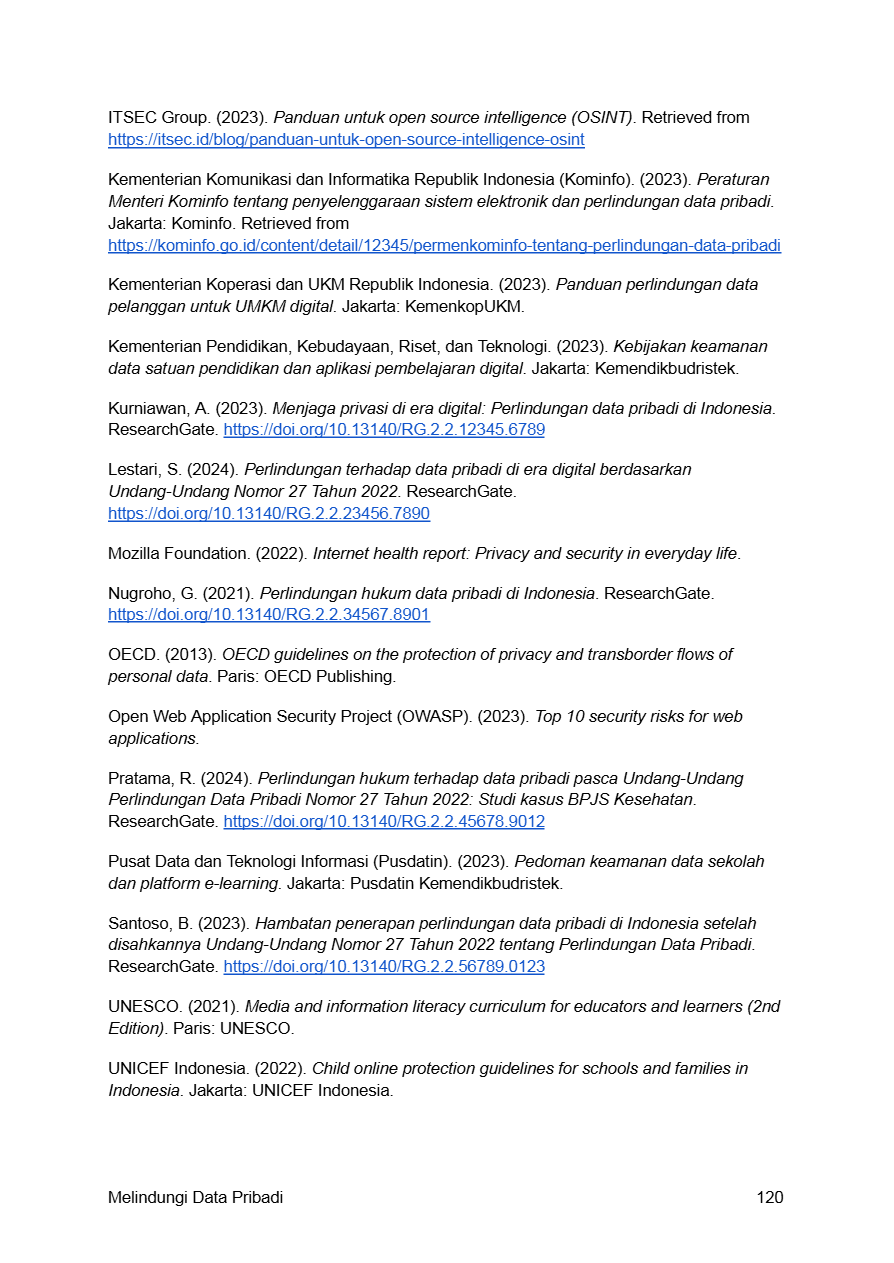 ITSEC Group. (2023). Panduan untuk open source intelligence (OSINT). Retrieved from
https://itsec.id/blog/panduan-untuk-open-source-intelligence-osint
Kementerian Komunikasi dan Informatika Republik Indonesia (Kominfo). (2023). Peraturan
Menteri Kominfo tentang penyelenggaraan sistem elektronik dan perlindungan data pribadi.
Jakarta: Kominfo. Retrieved from
https://kominfo.go.id/content/detail/12345/permenkominfo-tentang-perlindungan-data-pribadi
Kementerian Koperasi dan UKM Republik Indonesia. (2023). Panduan perlindungan data
pelanggan untuk UMKM digital. Jakarta: KemenkopUKM.
Kementerian Pendidikan, Kebudayaan, Riset, dan Teknologi. (2023). Kebijakan keamanan
data satuan pendidikan dan aplikasi pembelajaran digital. Jakarta: Kemendikbudristek.
Kurniawan, A. (2023). Menjaga privasi di era digital: Perlindungan data pribadi di Indonesia.
ResearchGate. https://doi.org/10.13140/RG.2.2.12345.6789
Lestari, S. (2024). Perlindungan terhadap data pribadi di era digital berdasarkan
Undang-Undang Nomor 27 Tahun 2022. ResearchGate.
https://doi.org/10.13140/RG.2.2.23456.7890
Mozilla Foundation. (2022). Internet health report: Privacy and security in everyday life.
Nugroho, G. (2021). Perlindungan hukum data pribadi di Indonesia. ResearchGate.
https://doi.org/10.13140/RG.2.2.34567.8901
OECD. (2013). OECD guidelines on the protection of privacy and transborder flows of
personal data. Paris: OECD Publishing.
Open Web Application Security Project (OWASP). (2023). Top 10 security risks for web
applications.
Pratama, R. (2024). Perlindungan hukum terhadap data pribadi pasca Undang-Undang
Perlindungan Data Pribadi Nomor 27 Tahun 2022: Studi kasus BPJS Kesehatan.
ResearchGate. https://doi.org/10.13140/RG.2.2.45678.9012
Pusat Data dan Teknologi Informasi (Pusdatin). (2023). Pedoman keamanan data sekolah
dan platform e-learning. Jakarta: Pusdatin Kemendikbudristek.
Santoso, B. (2023). Hambatan penerapan perlindungan data pribadi di Indonesia setelah
disahkannya Undang-Undang Nomor 27 Tahun 2022 tentang Perlindungan Data Pribadi.
ResearchGate. https://doi.org/10.13140/RG.2.2.56789.0123
UNESCO. (2021). Media and information literacy curriculum for educators and learners (2nd
Edition). Paris: UNESCO.
UNICEF Indonesia. (2022). Child online protection guidelines for schools and families in
Indonesia. Jakarta: UNICEF Indonesia.
Melindungi Data Pribadi 120